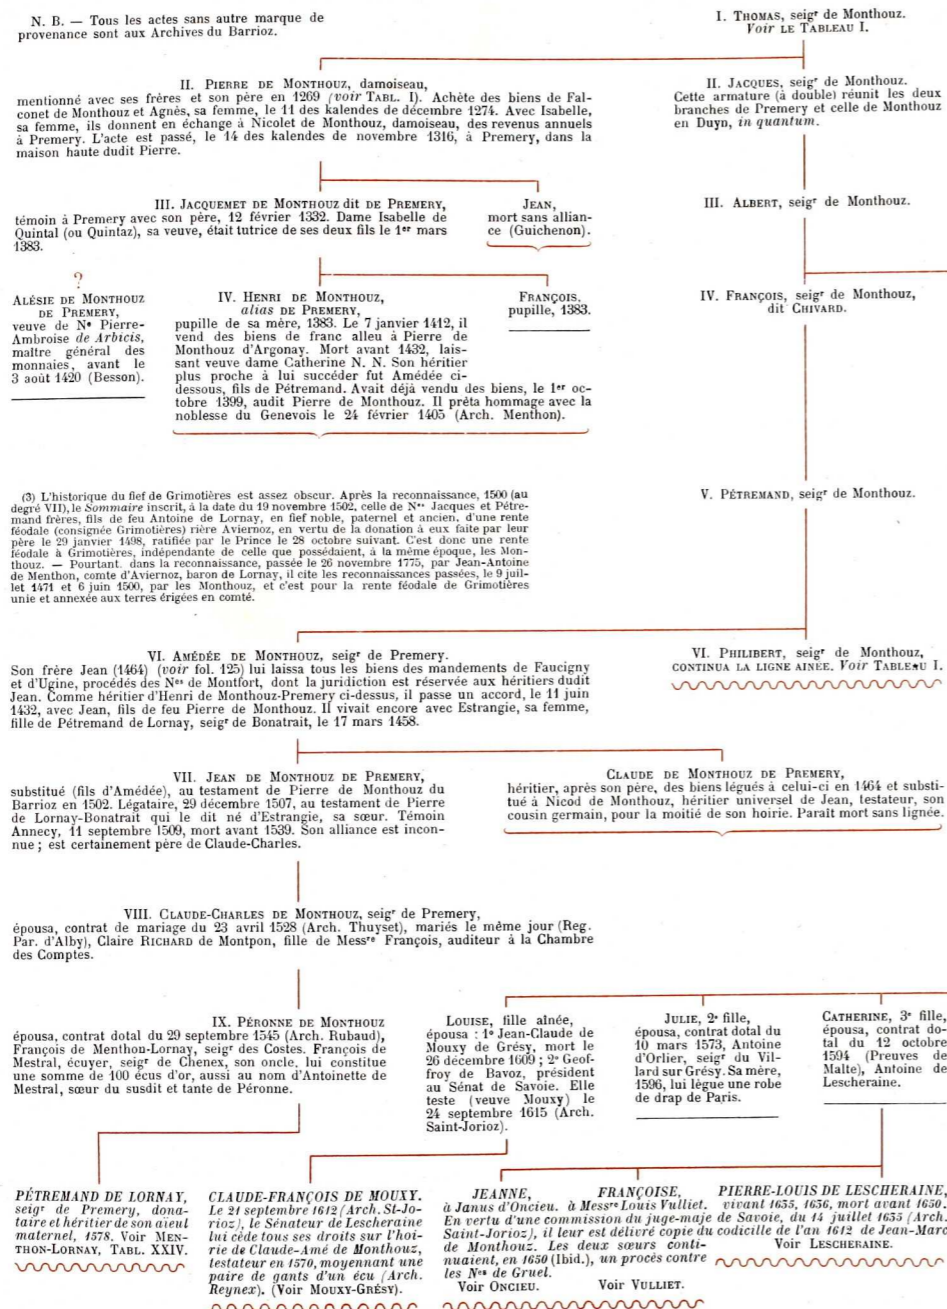 N. B. — Tous les actes sans autre marque de
provenance sont aux Archives du Barrioz.
I. THOMAS, seigʳ de Monthouz.
Voir LE TABLEAU I.
II. PIERRE DE MONTHOUZ, damoiseau,
mentionné avec ses frères et son père en 1269 (voir TABL. I). Achète des biens de Fal-
conet de Monthouz et Agnès, sa femme, le 11 des kalendes de décembre 1274. Avec Isabelle,
sa femme, ils donnent en échange à Nicolet de Monthouz, damoiseau, des revenus annuels
à Premery. L'acte est passé, le 14 des kalendes de novembre 1316, à Premery, dans la
maison haute dudit Pierre.
II. JACQUES, seigʳ de Monthouz.
Cette armature (à double) réunit les deux
branches de Premery et celle de Monthouz
en Duyn, in quantum.
III. JACQUEMET DE MONTHOUZ dit DE PREMERY,
témoin à Premery avec son père, 12 février 1332. Dame Isabelle de
Quintal (ou Quintaz), sa veuve, était tutrice de ses deux fils le 1ᵉʳ mars
1383.
JEAN,
mort sans allian-
ce (Guichenon).
III. ALBERT, seigʳ de Monthouz.
?
ALÉSIE DE MONTHOUZ
DE PREMERY,
veuve de Nᵉ Pierre-
Ambroise de Arbicis,
maître général des
monnaies, avant le
3 août 1420 (Besson).
IV. HENRI DE MONTHOUZ,
alias DE PREMERY,
pupille de sa mère, 1383. Le 7 janvier 1412, il
vend des biens de franc alleu à Pierre de
Monthouz d'Argonay. Mort avant 1432, lais-
sant veuve dame Catherine N. N. Son héritier
plus proche à lui succéder fut Amédée ci-
dessous, fils de Pétremand. Avait déjà vendu des biens, le 1ᵉʳ oc-
tobre 1399, audit Pierre de Monthouz. Il prêta hommage avec la
noblesse du Genevois le 24 février 1405 (Arch. Menthon).
FRANÇOIS,
pupille, 1383.
IV. FRANÇOIS, seigʳ de Monthouz,
dit CHIVARD.
(3) L'historique du fief de Grimotières est assez obscur. Après la reconnaissance, 1500 (au
degré VII), le Sommaire inscrit, à la date du 19 novembre 1502, celle de Nᵉˢ Jacques et Pétre-
mand frères, fils de feu Antoine de Lornay, en fief noble, paternel et ancien, d'une rente
féodale (consignée Grimotières) rière Aviernoz, en vertu de la donation à eux faite par leur
père le 29 janvier 1498, ratifiée par le Prince le 28 octobre suivant. C'est donc une rente
féodale à Grimotières, indépendante de celle que possédaient, à la même époque, les Mon-
thouz. — Pourtant, dans la reconnaissance, passée le 26 novembre 1775, par Jean-Antoine
de Menthon, comte d'Aviernoz, baron de Lornay, il cite les reconnaissances passées, le 9 juil-
let 1471 et 6 juin 1500, par les Monthouz, et c'est pour la rente féodale de Grimotières
unie et annexée aux terres érigées en comté.
V. PÉTREMAND, seigʳ de Monthouz.
VI. AMÉDÉE DE MONTHOUZ, seigʳ de Premery.
Son frère Jean (1464) (voir fol. 125) lui laissa tous les biens des mandements de Faucigny
et d'Ugine, procédés des Nᵉˢ de Montfort, dont la juridiction est réservée aux héritiers dudit
Jean. Comme héritier d'Henri de Monthouz-Premery ci-dessus, il passe un accord, le 11 juin
1432, avec Jean, fils de feu Pierre de Monthouz. Il vivait encore avec Estrangie, sa femme,
fille de Pétremand de Lornay, seigʳ de Bonatrait, le 17 mars 1458.
VI. PHILIBERT, seigʳ de Monthouz,
CONTINUA LA LIGNE AINÉE. Voir TABLEAU I.
VII. JEAN DE MONTHOUZ DE PREMERY,
substitué (fils d'Amédée), au testament de Pierre de Monthouz du
Barrioz en 1502. Légataire, 29 décembre 1507, au testament de Pierre
de Lornay-Bonatrait qui le dit né d'Estrangie, sa sœur. Témoin
Annecy, 11 septembre 1509, mort avant 1539. Son alliance est incon-
nue ; est certainement père de Claude-Charles.
CLAUDE DE MONTHOUZ DE PREMERY,
héritier, après son père, des biens légués à celui-ci en 1464 et substi-
tué à Nicod de Monthouz, héritier universel de Jean, testateur, son
cousin germain, pour la moitié de son hoirie. Paraît mort sans lignée.
VIII. CLAUDE-CHARLES DE MONTHOUZ, seigʳ de Premery,
épousa, contrat de mariage du 23 avril 1528 (Arch. Thuyset), mariés le même jour (Reg.
Par. d'Alby), Claire RICHARD de Montpon, fille de Messʳᵉ François, auditeur à la Chambre
des Comptes.
IX. PÉRONNE DE MONTHOUZ
épousa, contrat dotal du 29 septembre 1545 (Arch. Rubaud),
François de Menthon-Lornay, seigʳ des Costes. François de
Mestral, écuyer, seigʳ de Chenex, son oncle, lui constitue
une somme de 100 écus d'or, aussi au nom d'Antoinette de
Mestral, sœur du susdit et tante de Péronne.
LOUISE, fille aînée,
épousa : 1º Jean-Claude de
Mouxy de Grésy, mort le
26 décembre 1609 ; 2º Geof-
froy de Bavoz, président
au Sénat de Savoie. Elle
teste (veuve Mouxy) le
24 septembre 1615 (Arch.
Saint-Jorioz).
JULIE, 2ᵉ fille,
épousa, contrat dotal du
10 mars 1573, Antoine
d'Orlier, seigʳ du Vil-
lard sur Grésy. Sa mère,
1596, lui lègue une robe
de drap de Paris.
CATHERINE, 3ᵉ fille,
épousa, contrat do-
tal du 12 octobre
1594 (Preuves de
Malte), Antoine de
Lescheraine.
PÉTREMAND DE LORNAY,
seigʳ de Premery, dona-
taire et héritier de son aïeul
maternel, 1578. Voir MEN-
THON-LORNAY, TABL. XXIV.
CLAUDE-FRANÇOIS DE MOUXY.
Le 21 septembre 1612 (Arch. St-Jo-
rioz), le Sénateur de Lescheraine
lui cède tous ses droits sur l'hoi-
rie de Claude-Amé de Monthouz,
testateur en 1570, moyennant une
paire de gants d'un écu (Arch.
Reynex). (Voir MOUXY-GRÉSY).
JEANNE, FRANÇOISE, PIERRE-LOUIS DE LESCHERAINE,
à Janus d'Oncieu. à Messʳᵉ Louis Vulliet. vivant 1635, 1636, mort avant 1650.
En vertu d'une commission du juge-maje de Savoie, du 14 juillet 1635 (Arch.
Saint-Jorioz), il leur est délivré copie du codicille de l'an 1612 de Jean-Marc
de Monthouz. Les deux sœurs conti- Voir LESCHERAINE.
nuaient, en 1650 (Ibid.), un procès contre
les Nᵉˢ de Gruel.
Voir ONCIEU. Voir VULLIET.